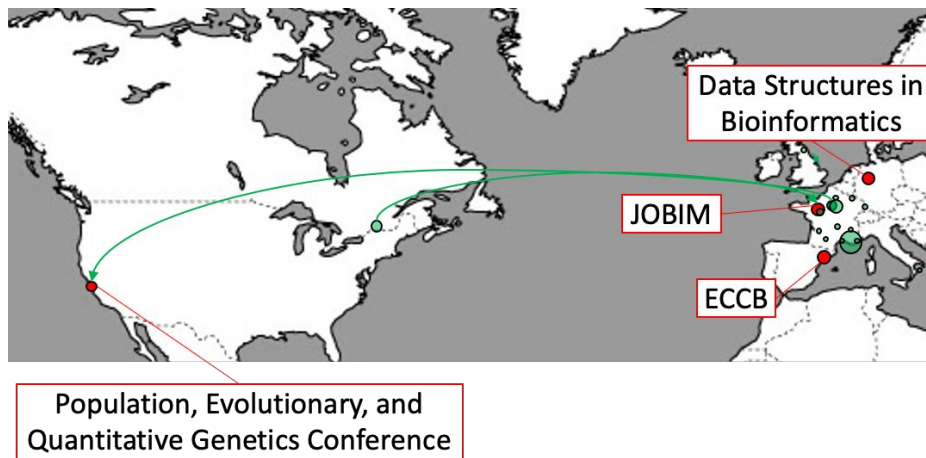 Data Structures in
Bioinformatics
JOBIM
ECCB
Population, Evolutionary, and
Quantitative Genetics Conference